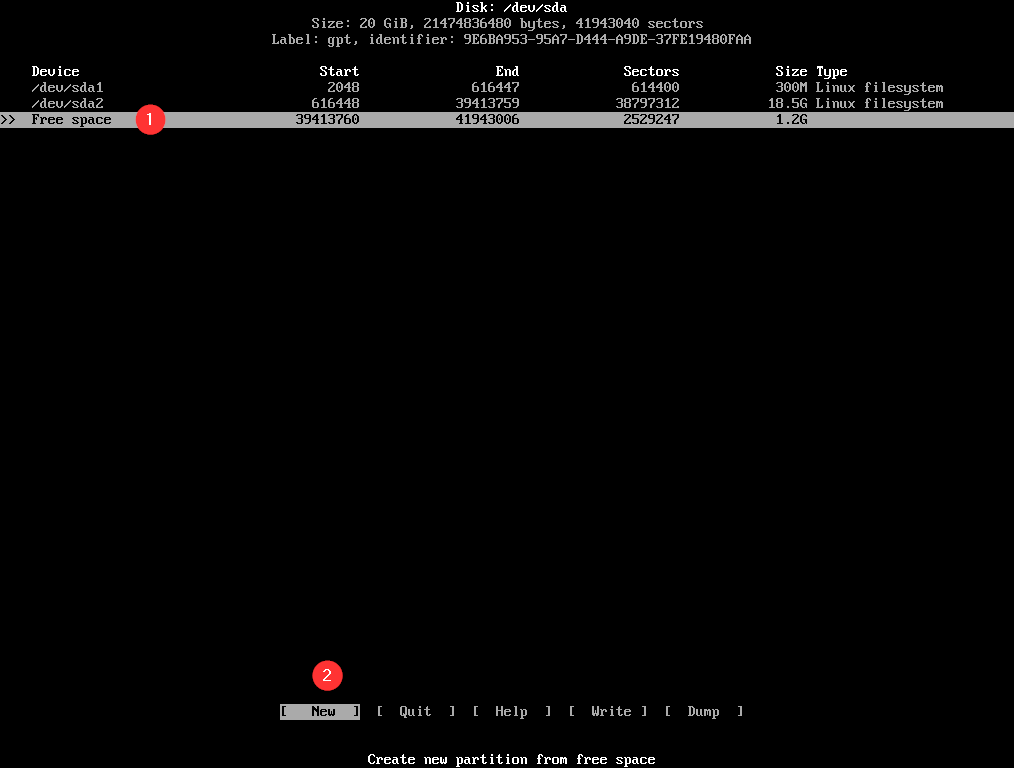 Disk: /dev/sda
Size: 20 GiB, 21474836480 bytes, 41943040 sectors
Label: gpt, identifier: 9E6BA953-95A7-D444-A9DE-37FE19480FAA
Device Start End Sectors Size Type
/dev/sda1 2048 616447 614400 300M Linux filesystem
/dev/sda2 616448 39413759 38797312 18.5G Linux filesystem
>> Free space 1 39413760 41943006 2529247 1.2G
2
[ New ] [ Quit ] [ Help ] [ Write ] [ Dump ]
Create new partition from free space